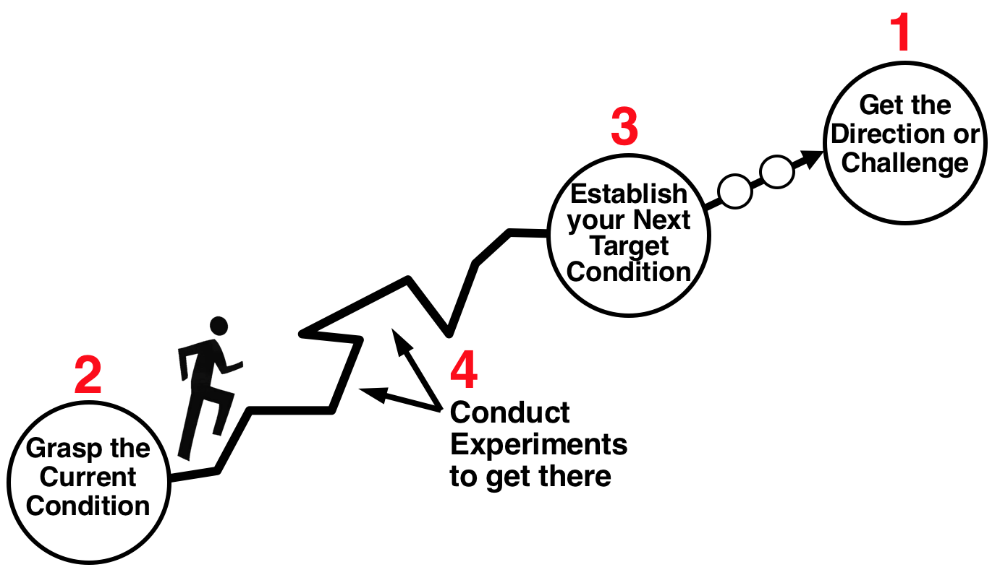 1
Get the
Direction or
Challenge
3
Establish
your Next
Target
Condition
2
Grasp the
Current
Condition
4
Conduct
Experiments
to get there